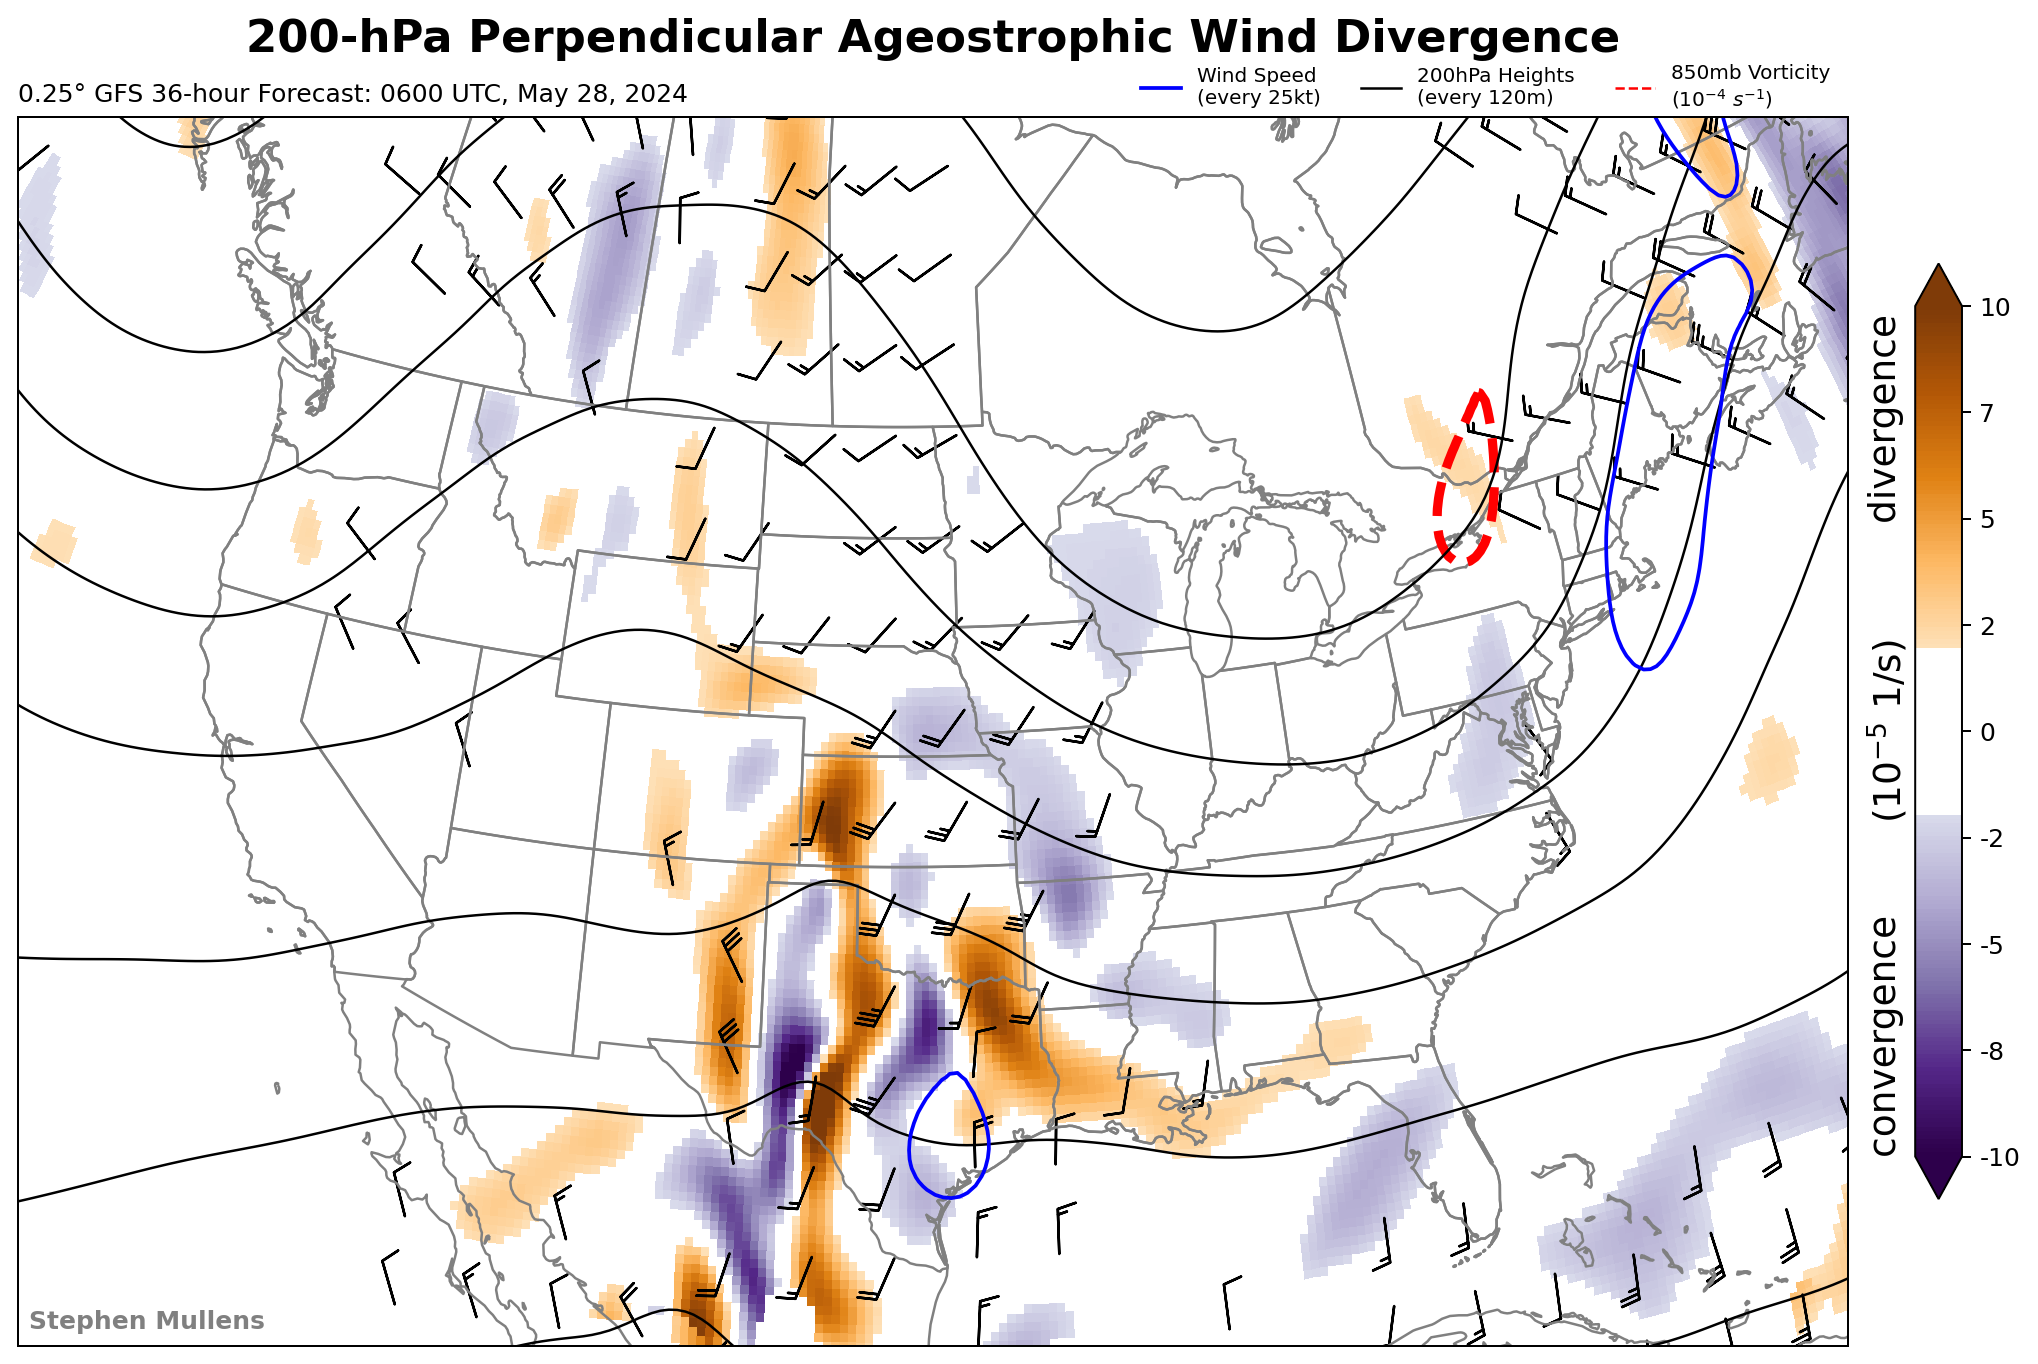 200-hPa Perpendicular Ageostrophic Wind Divergence
0.25° GFS 36-hour Forecast: 0600 UTC, May 28, 2024
Wind Speed
(every 25kt)
200hPa Heights
(every 120m)
850mb Vorticity
(10⁻⁴ s⁻¹)
10
7
5
2
0
-2
-5
-8
-10
convergence (10⁻⁵ 1/s) divergence
Stephen Mullens